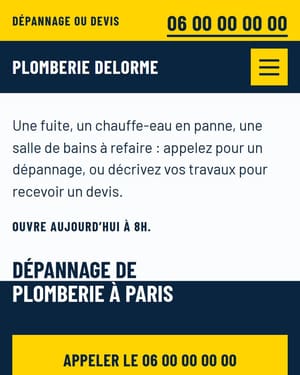 DÉPANNAGE OU DEVIS
06 00 00 00 00
PLOMBERIE DELORME
Une fuite, un chauffe-eau en panne, une
salle de bains à refaire : appelez pour un
dépannage, ou décrivez vos travaux pour
recevoir un devis.
OUVRE AUJOURD'HUI À 8H.
DÉPANNAGE DE
PLOMBERIE À PARIS
APPELER LE 06 00 00 00 00